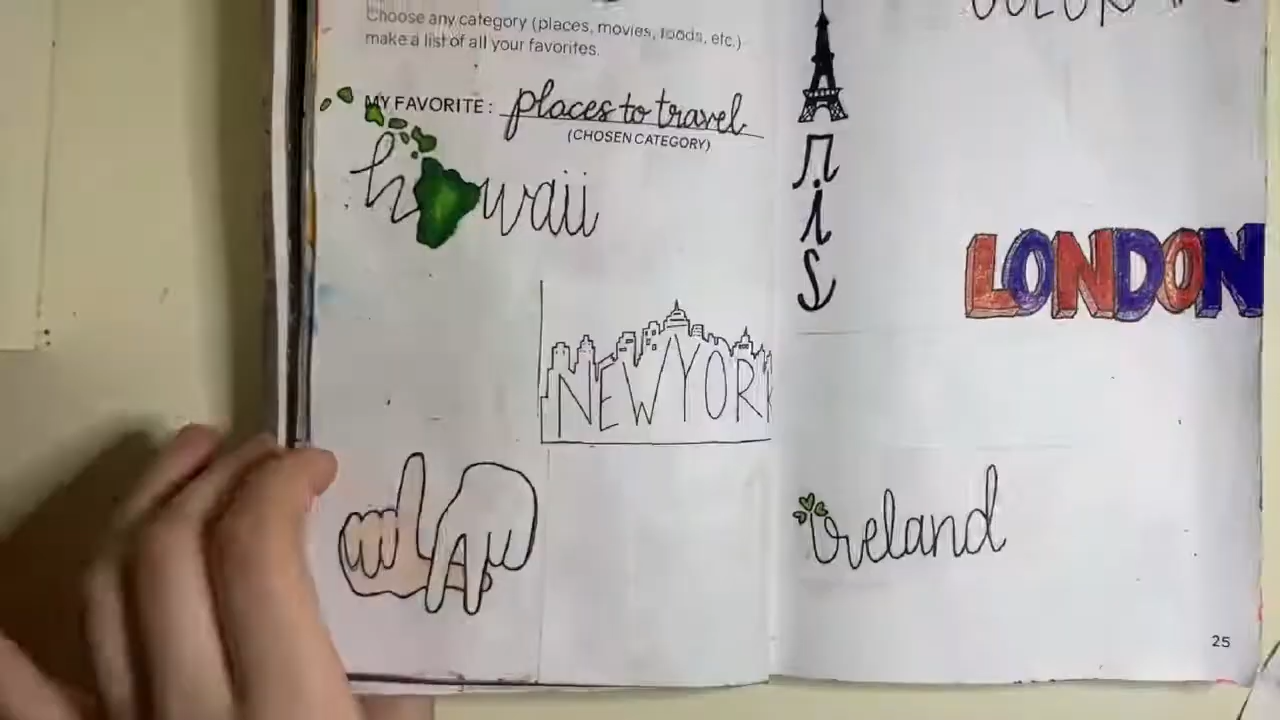 Choose any category (places, movies, foods, etc.)
make a list of all your favorites.
MY FAVORITE: places to travel
(CHOSEN CATEGORY)
hawaii
r
i
s
LONDON
NEW YORK
LA
ireland
25